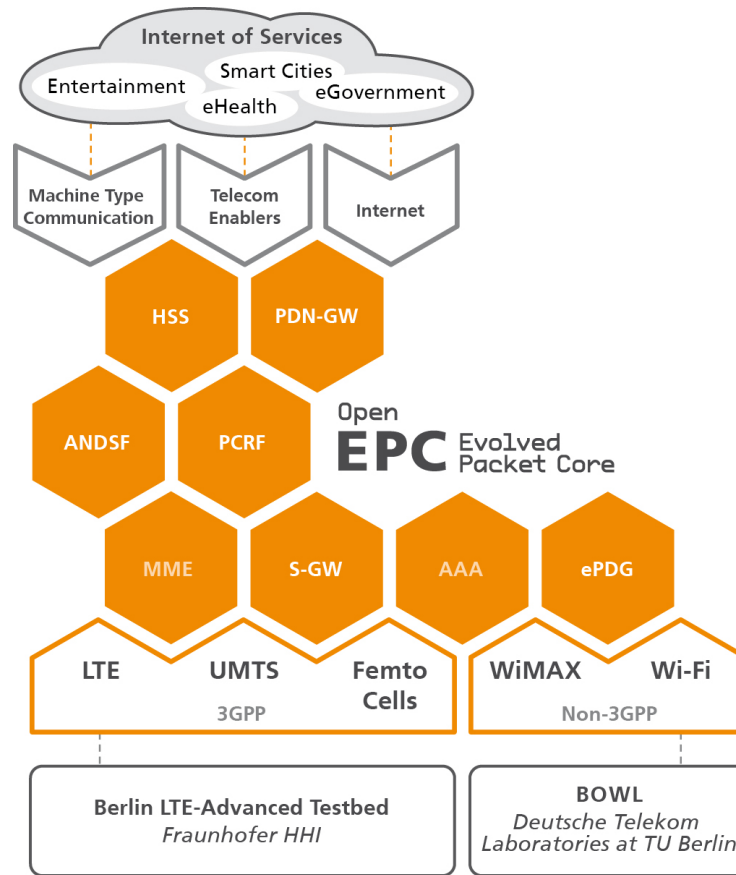 Internet of Services
Smart Cities
Entertainment
eGovernment
eHealth
Machine Type
Communication
Telecom
Enablers
Internet
HSS
PDN-GW
ANDSF
PCRF
Open
EPC
Evolved
Packet Core
MME
S-GW
AAA
ePDG
LTE
UMTS
Femto
Cells
WiMAX
Wi-Fi
3GPP
Non-3GPP
Berlin LTE-Advanced Testbed
Fraunhofer HHI
BOWL
Deutsche Telekom
Laboratories at TU Berlin